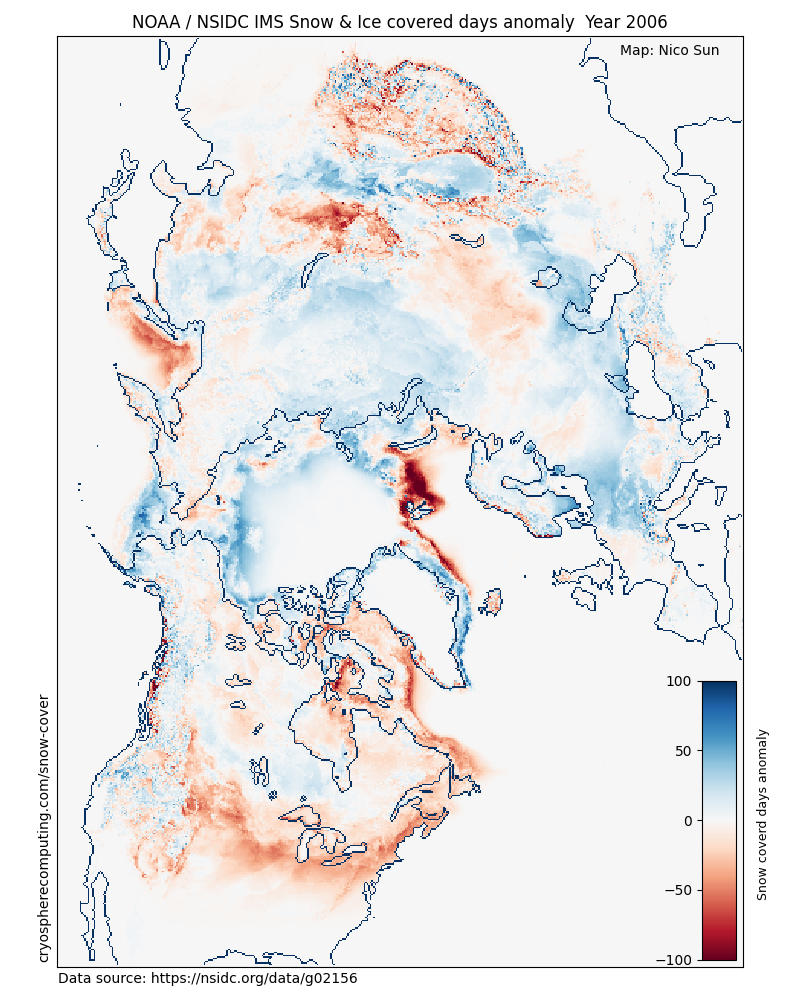 NOAA / NSIDC IMS Snow & Ice covered days anomaly  Year 2006
Map: Nico Sun
cryospherecomputing.com/snow-cover
100
50
0
−50
−100
Snow coverd days anomaly
Data source: https://nsidc.org/data/g02156